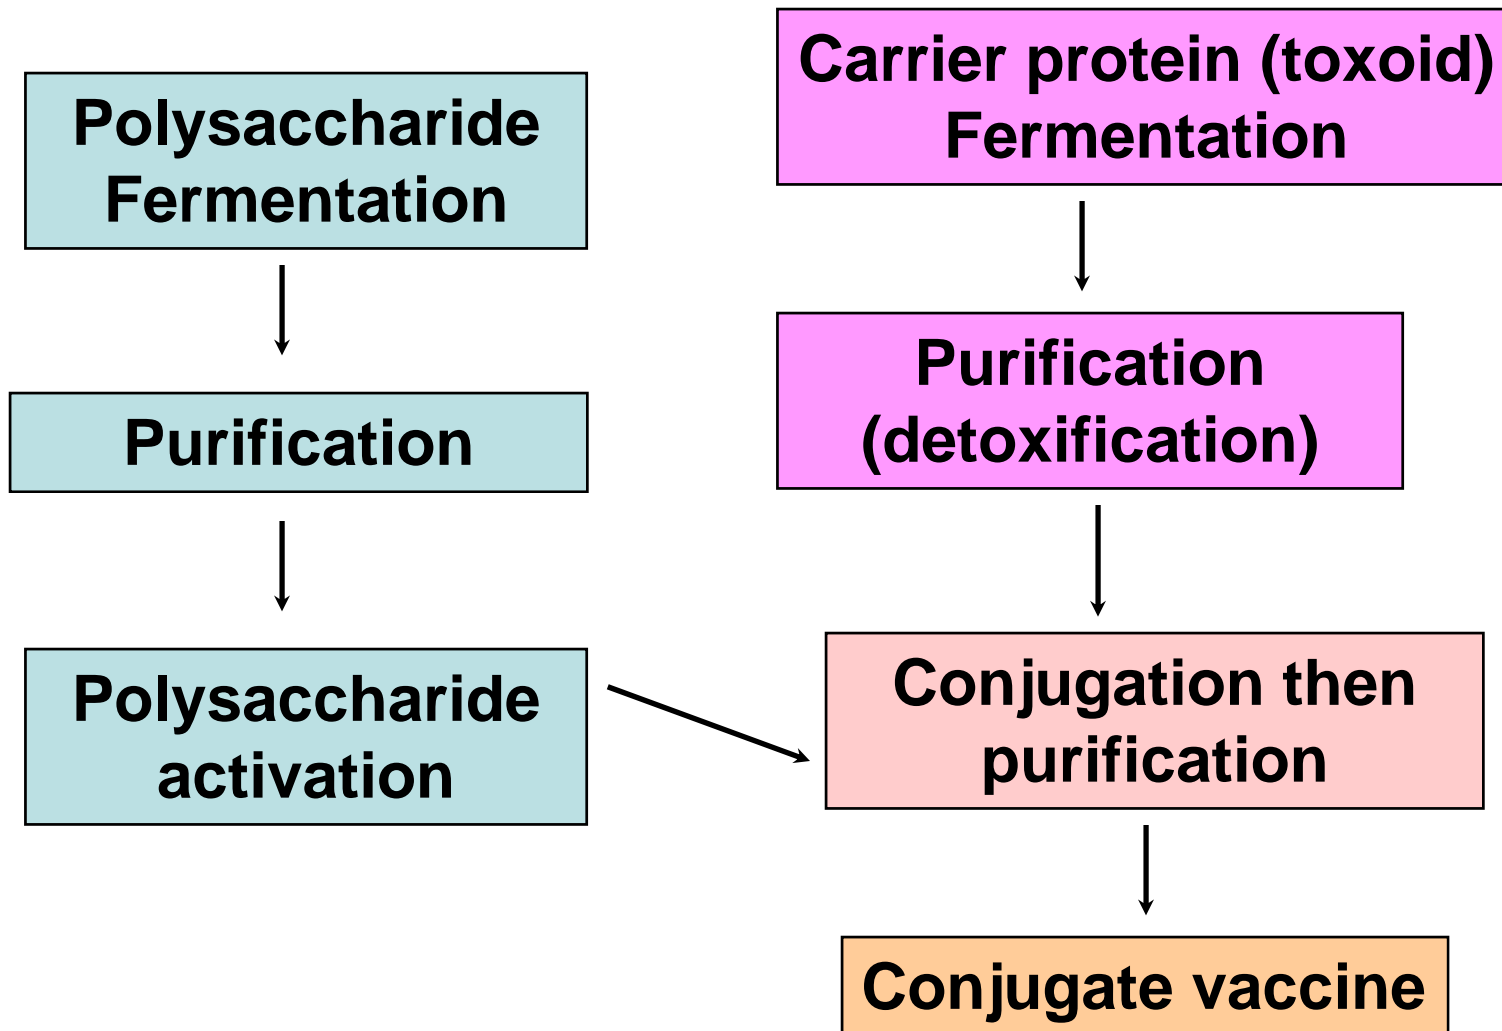 Polysaccharide
Fermentation
Purification
Polysaccharide
activation
Carrier protein (toxoid)
Fermentation
Purification
(detoxification)
Conjugation then
purification
Conjugate vaccine